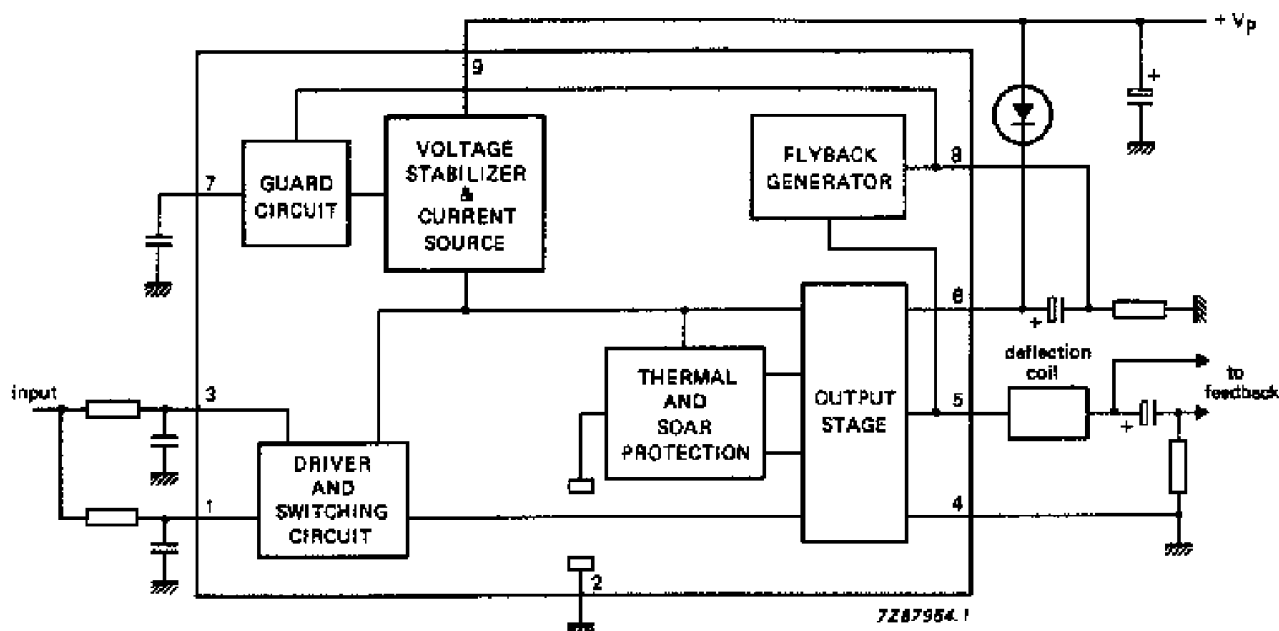 + Vp
9
VOLTAGE
STABILIZER
&
CURRENT
SOURCE
FLYBACK
GENERATOR
8
7
GUARD
CIRCUIT
6
+
+
deflection
coil
THERMAL
AND
SOAR
PROTECTION
OUTPUT
STAGE
5
to
feedback
+
input
3
DRIVER
AND
SWITCHING
CIRCUIT
1
4
2
7Z87964.1